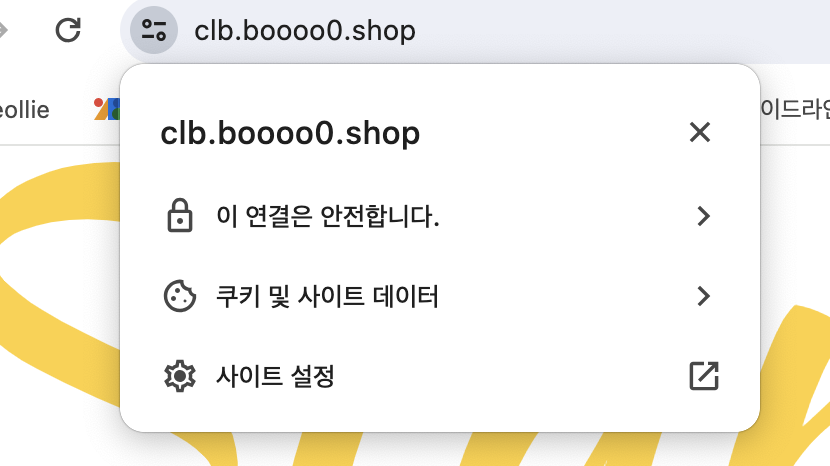 clb.boooo0.shop
eollie
이드라인
clb.boooo0.shop
이 연결은 안전합니다.
쿠키 및 사이트 데이터
사이트 설정